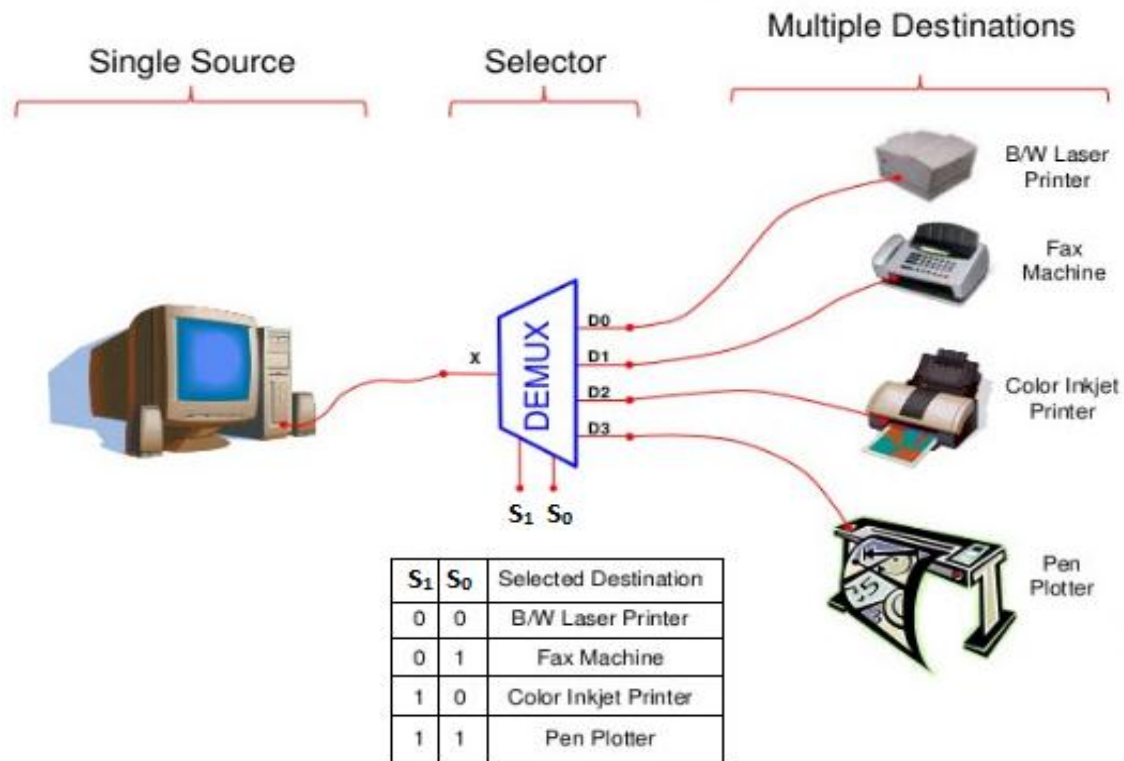 Single Source
Selector
Multiple Destinations
B/W Laser
Printer
Fax
Machine
Color Inkjet
Printer
Pen
Plotter
X
DEMUX
D0
D1
D2
D3
S₁ S₀
S₁ S₀ Selected Destination
0 0 B/W Laser Printer
0 1 Fax Machine
1 0 Color Inkjet Printer
1 1 Pen Plotter